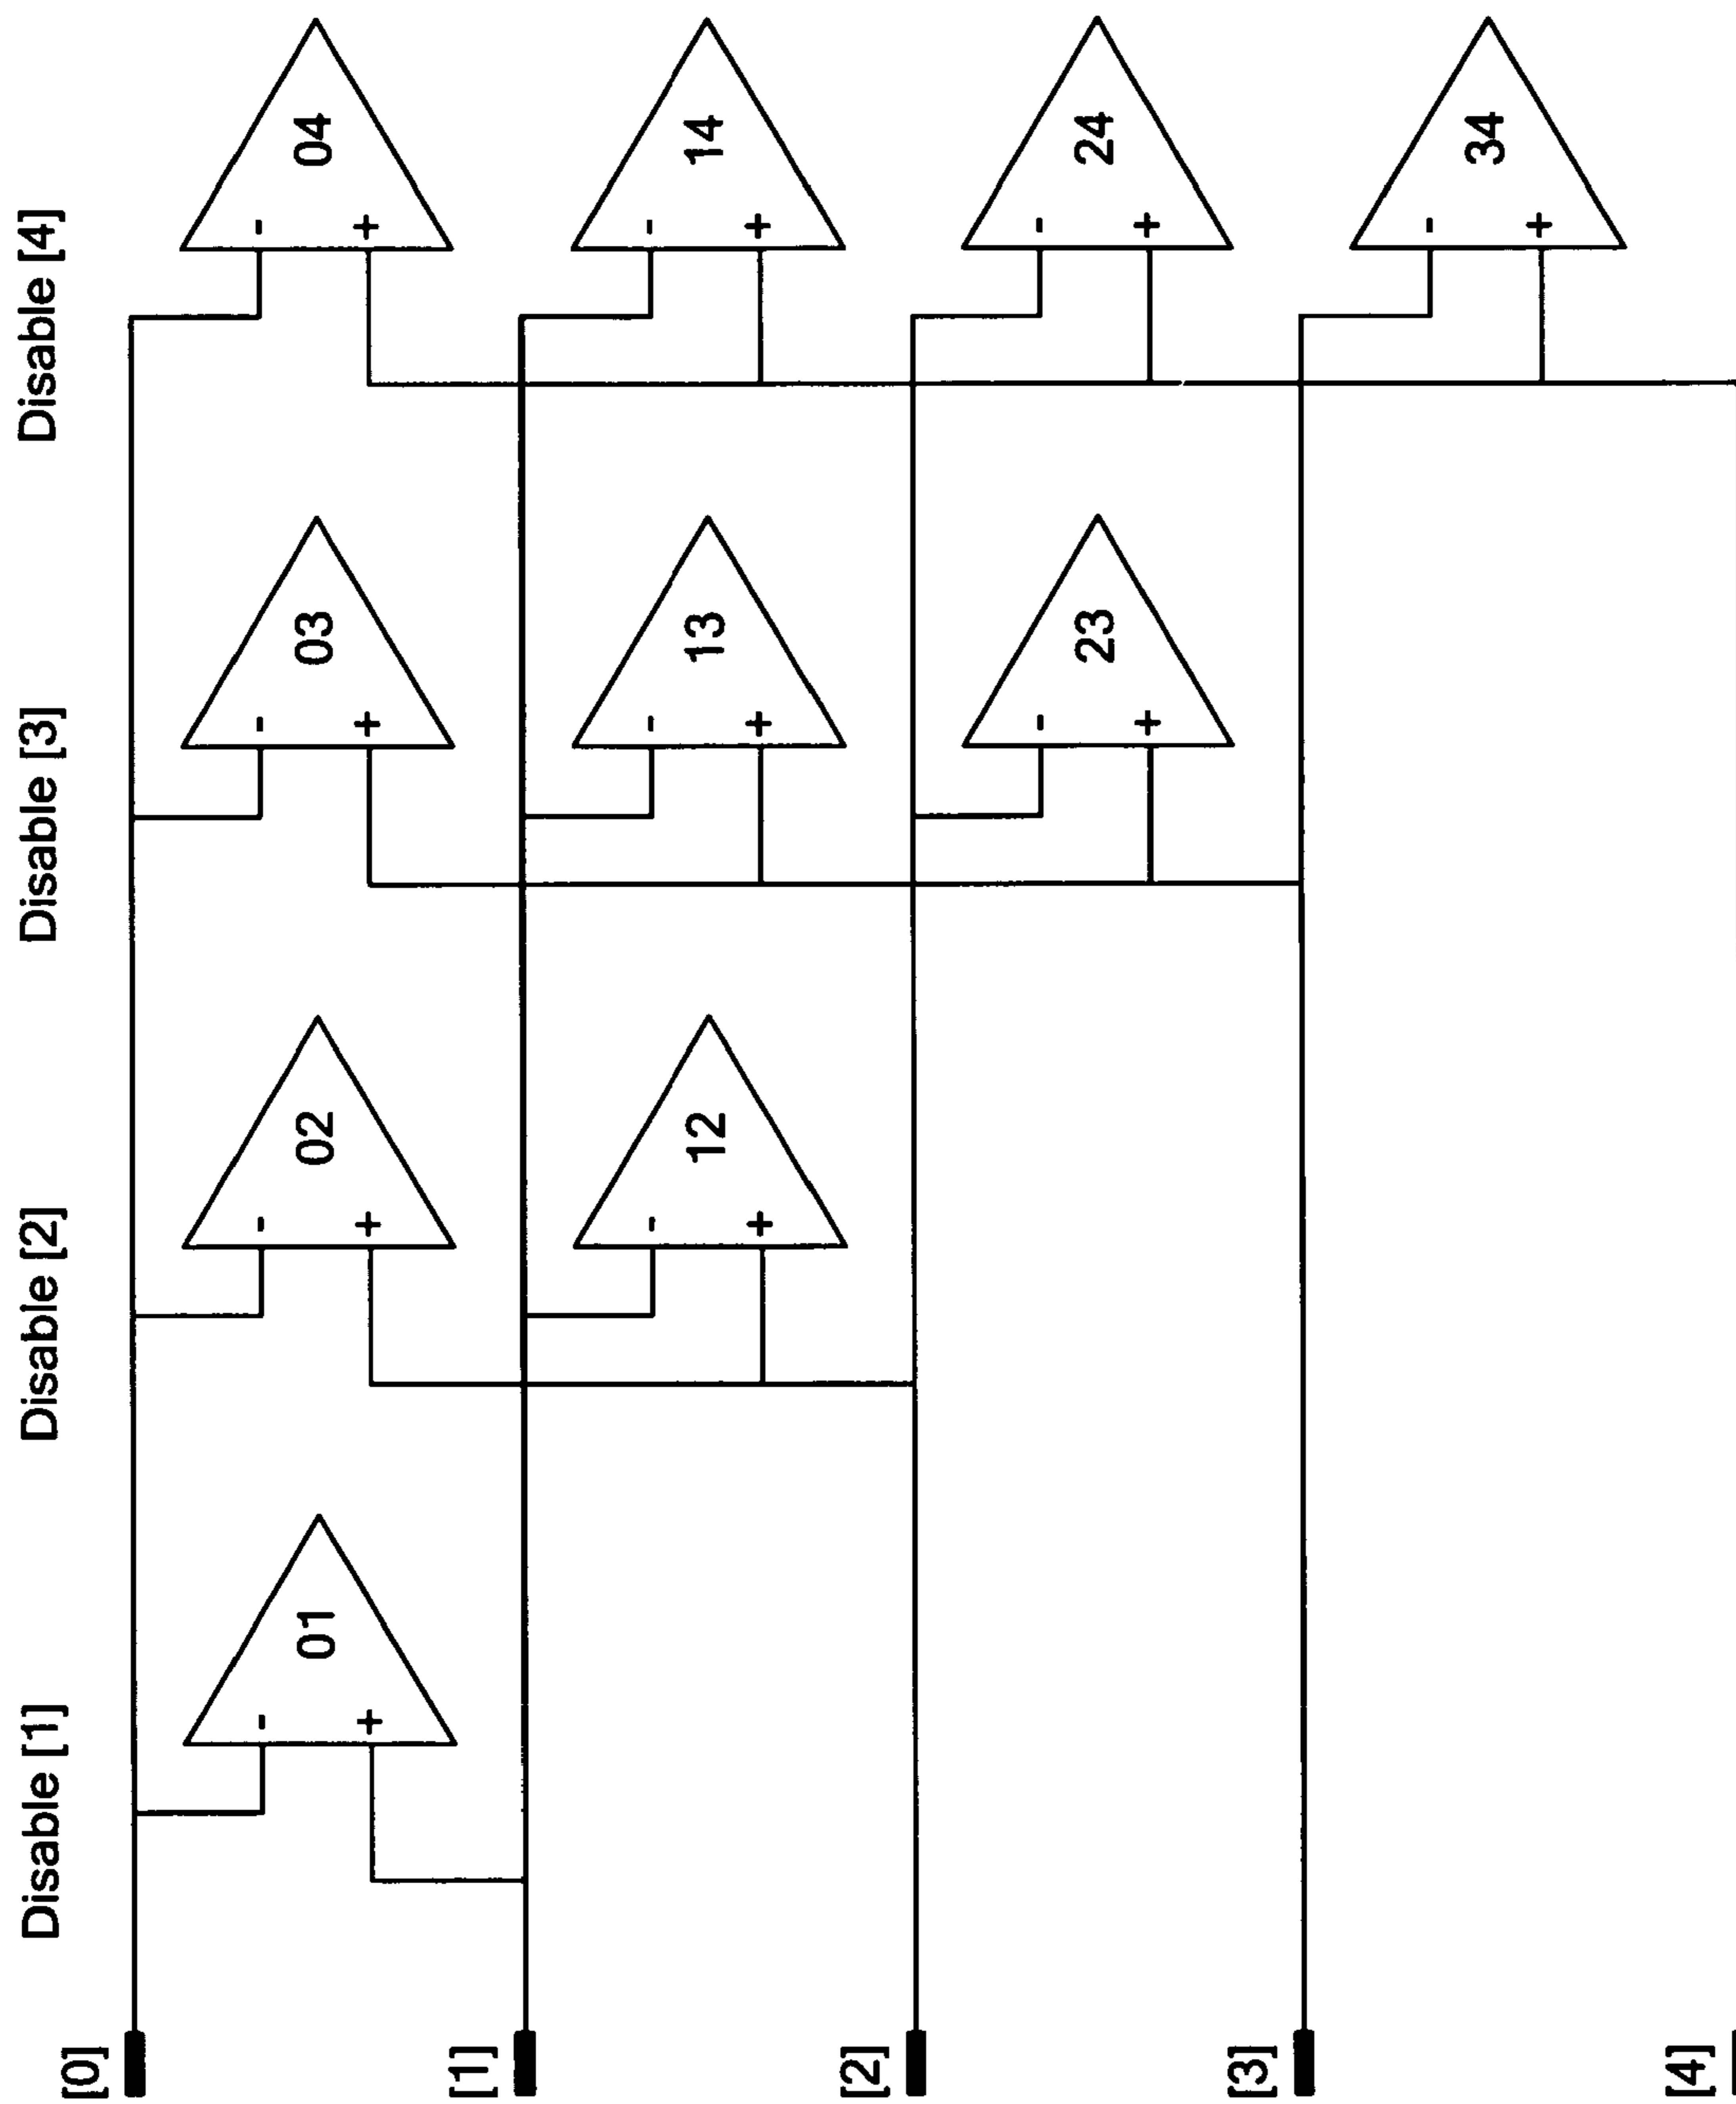 Disable [1] Disable [2] Disable [3] Disable [4]
[0]
- - - -
01 02 03 04
+ + + +
[1]
- - -
12 13 14
+ + +
[2]
- -
23 24
+ +
[3]
-
34
+
[4]